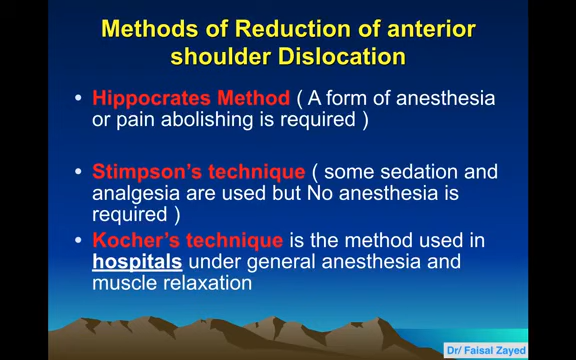 Methods of Reduction of anterior
shoulder Dislocation
• Hippocrates Method ( A form of anesthesia
or pain abolishing is required )
• Stimpson's technique ( some sedation and
analgesia are used but No anesthesia is
required )
• Kocher's technique is the method used in
hospitals under general anesthesia and
muscle relaxation
Dr/ Faisal Zayed